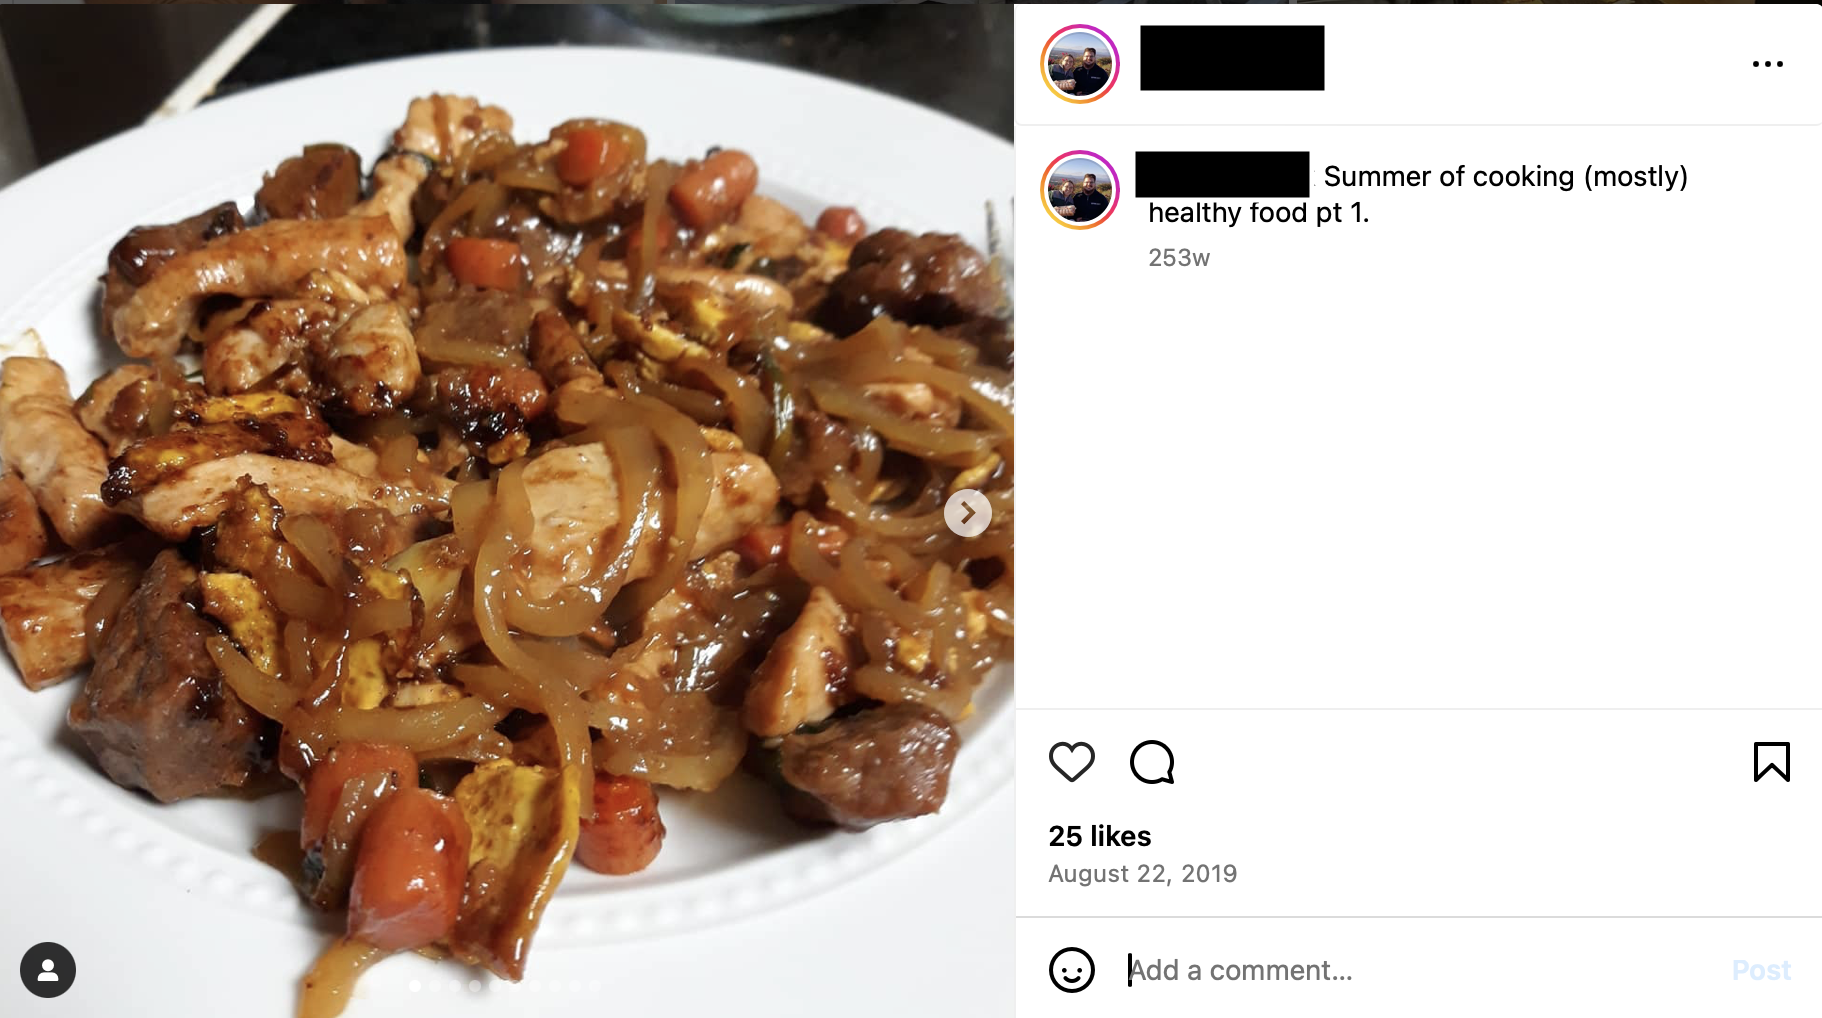 Summer of cooking (mostly)
healthy food pt 1.
253w
25 likes
August 22, 2019
Add a comment...
Post